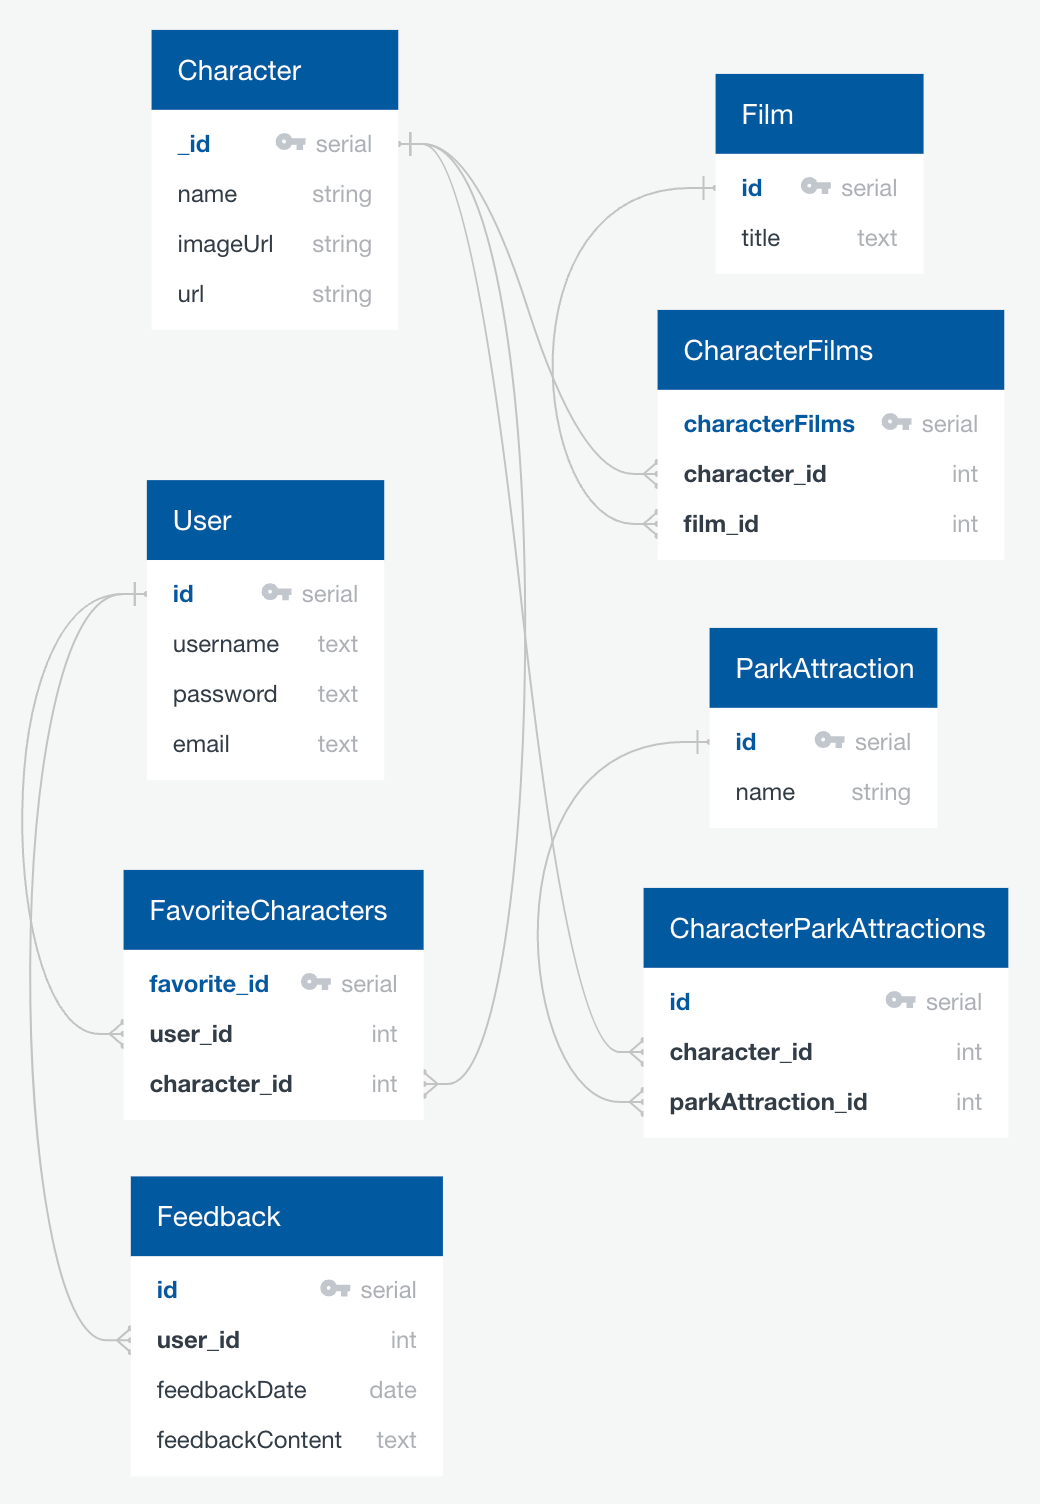 Character
_id serial
name string
imageUrl string
url string
Film
id serial
title text
CharacterFilms
characterFilms serial
character_id int
film_id int
User
id serial
username text
password text
email text
ParkAttraction
id serial
name string
FavoriteCharacters
favorite_id serial
user_id int
character_id int
CharacterParkAttractions
id serial
character_id int
parkAttraction_id int
Feedback
id serial
user_id int
feedbackDate date
feedbackContent text